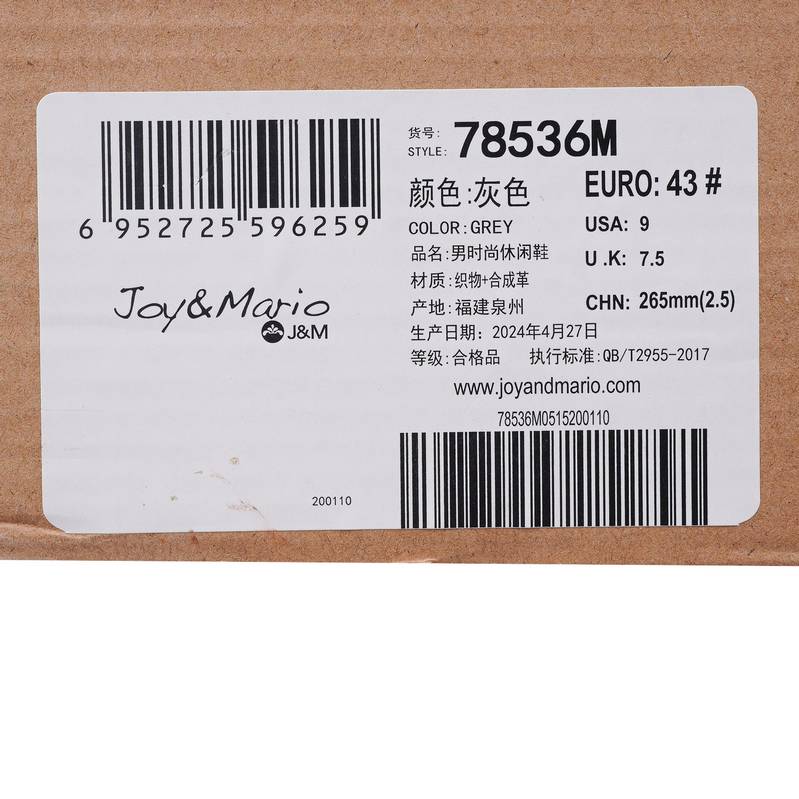 6 952725 596259
Joy&Mario
J&M
200110
货号:
STYLE: 78536M
颜色:灰色
COLOR:GREY
品名:男时尚休闲鞋
材质:织物+合成革
产地:福建泉州
EURO: 43 #
USA: 9
U .K: 7.5
CHN: 265mm(2.5)
生产日期: 2024年4月27日
等级:合格品 执行标准:QB/T2955-2017
www.joyandmario.com
78536M0515200110